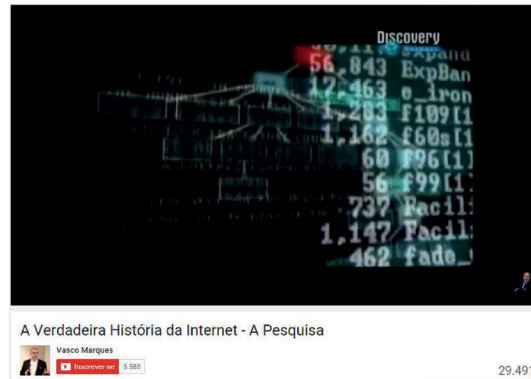 Discovery
expand
56,843 ExpBan
17,463 e_iron
1,283 f109[1
1,162 f60s[1
60 f96[1]
56 f99[1]
737 Facil
1,147 Facil
462 fade_
A Verdadeira História da Internet - A Pesquisa
Vasco Marques
Inscrever-se 5.588
29.49